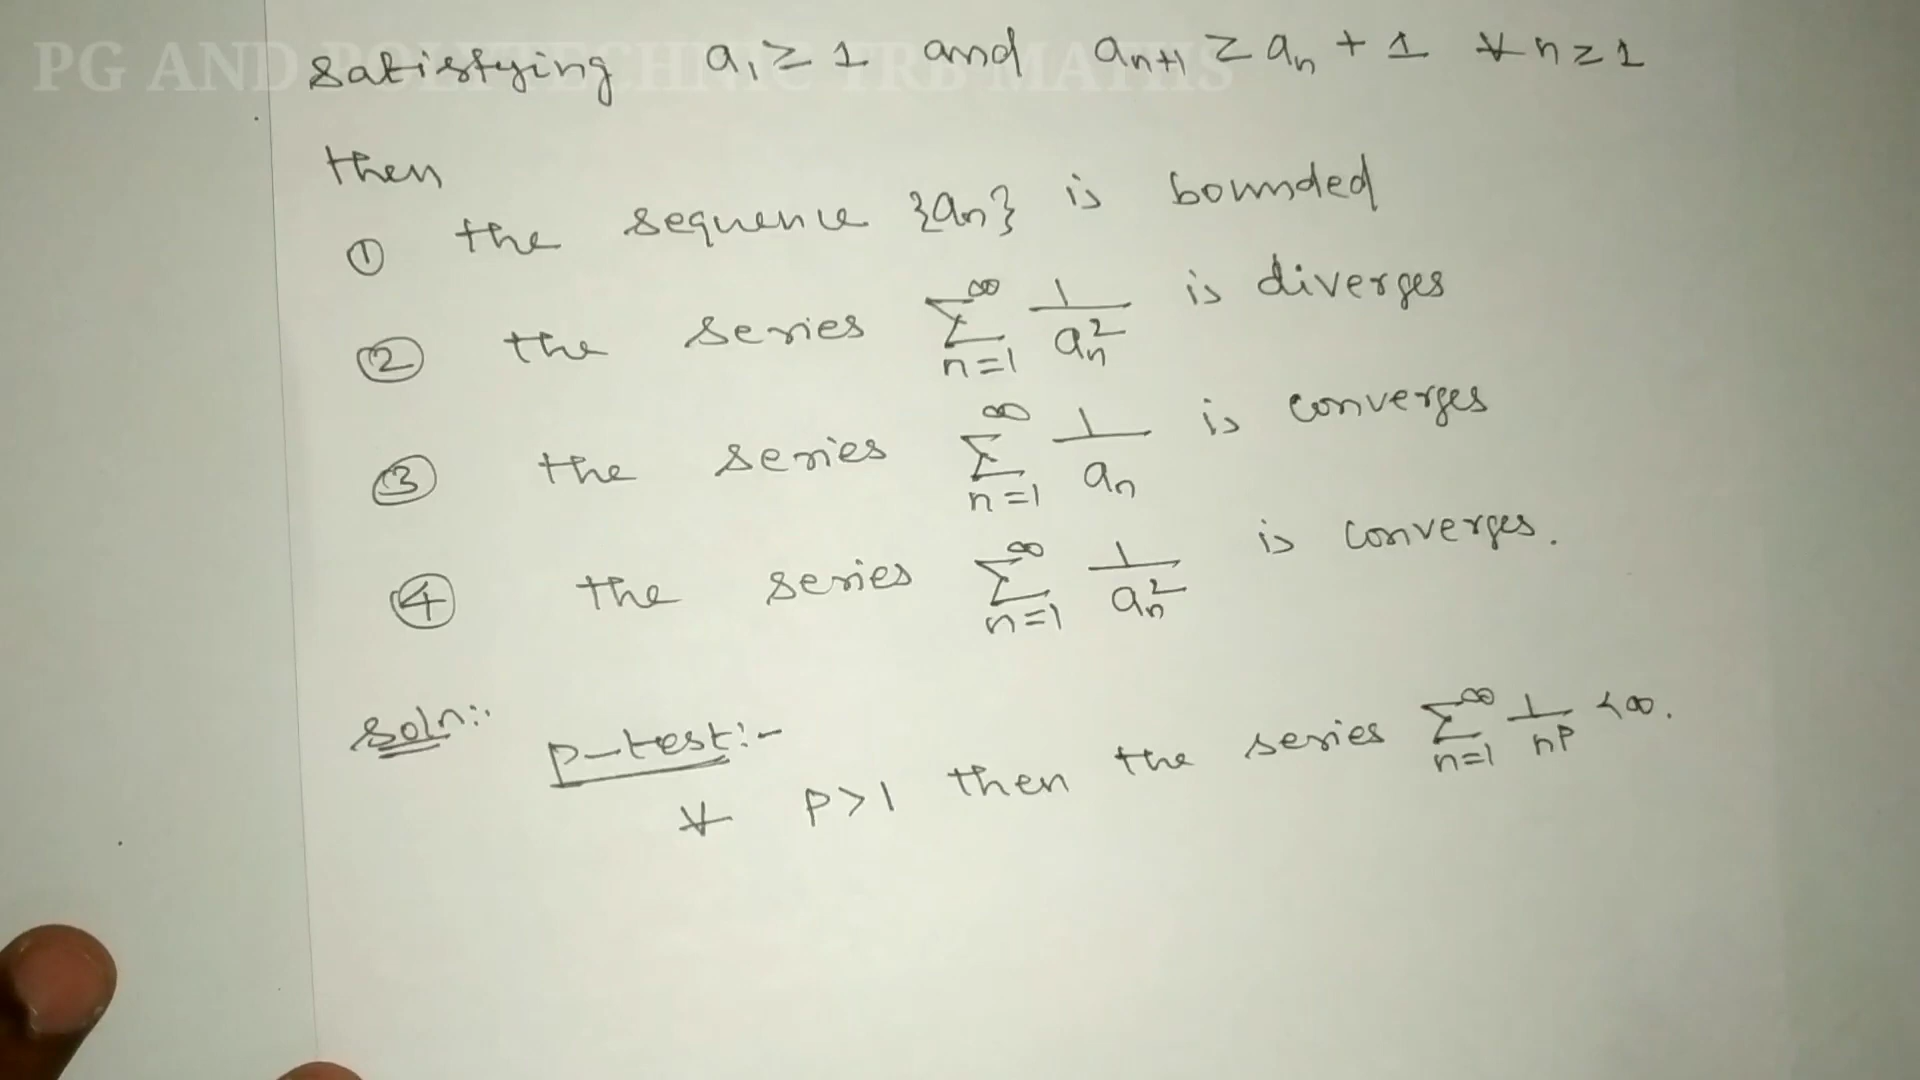 PG AND POLYTECHNIC TRB MATHS
satisfying a₁ ≥ 1 and aₙ₊₁ ≥ aₙ + 1 ∀ n ≥ 1
then
① the sequence {aₙ} is bounded
② the series ∑_{n=1}^{∞} 1/aₙ² is diverges
③ the series ∑_{n=1}^{∞} 1/aₙ is converges
④ the series ∑_{n=1}^{∞} 1/aₙ² is converges.
Soln:
p-test:-
∀ p>1 then the series ∑_{n=1}^{∞} 1/n^p < ∞.